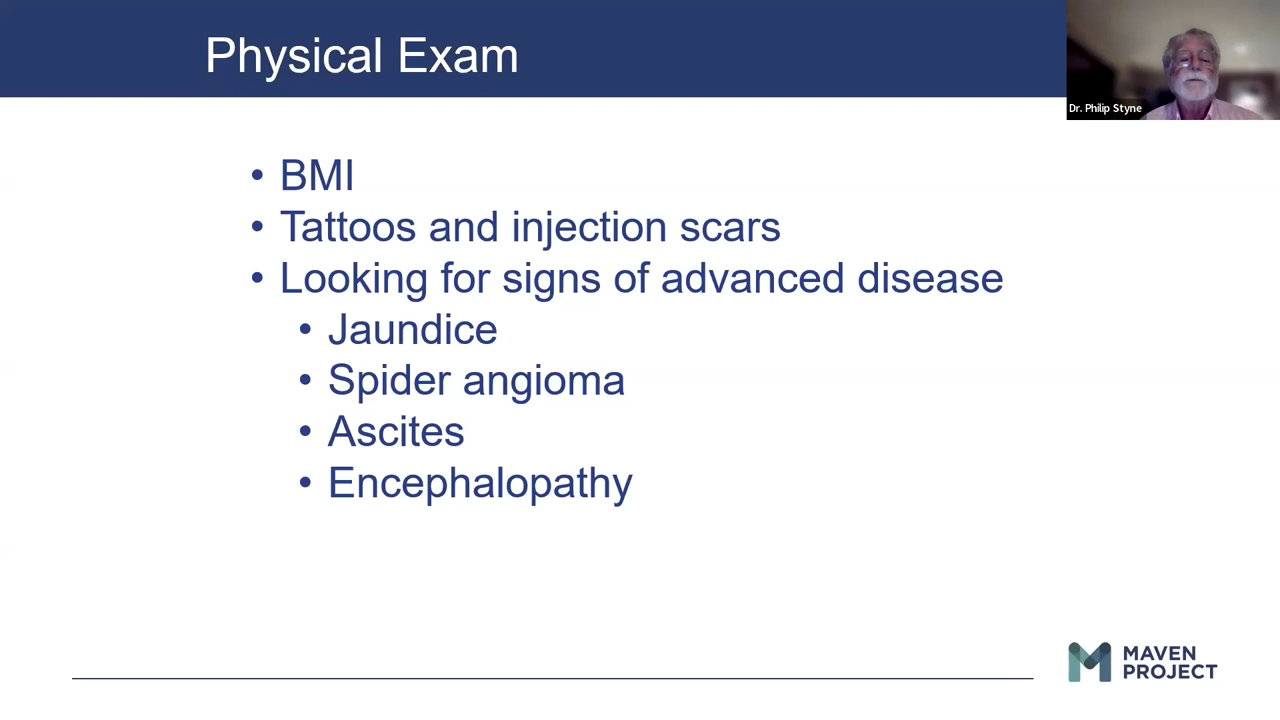 Physical Exam
Dr. Philip Styne
• BMI
• Tattoos and injection scars
• Looking for signs of advanced disease
• Jaundice
• Spider angioma
• Ascites
• Encephalopathy
MAVEN
PROJECT